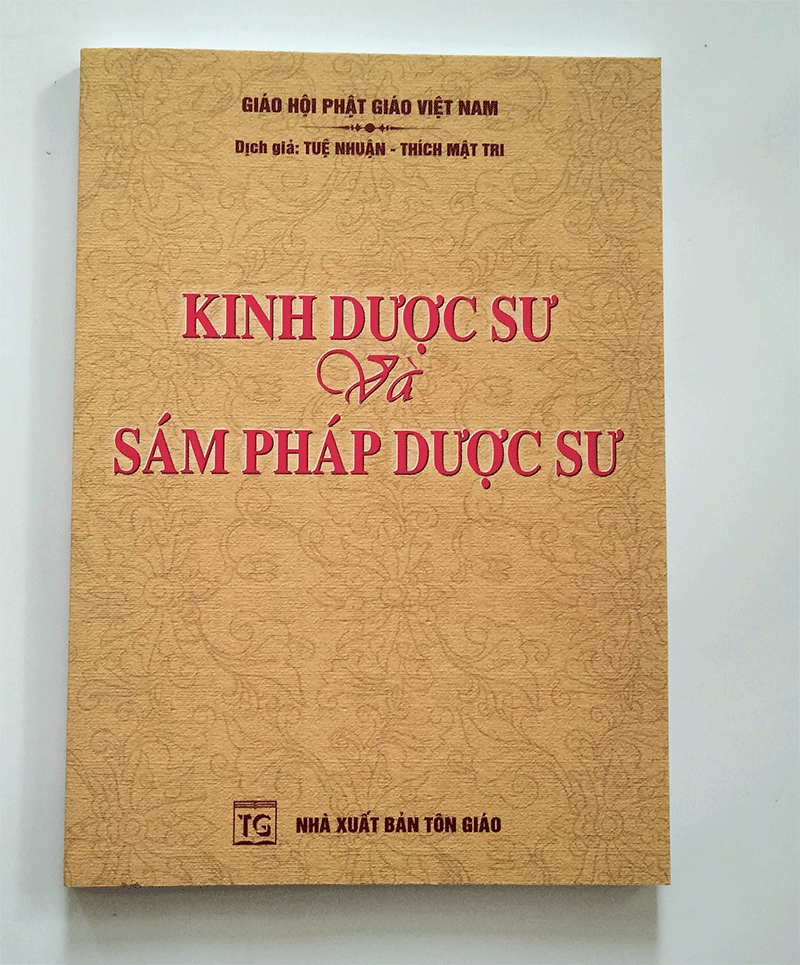 GIÁO HỘI PHẬT GIÁO VIỆT NAM
Dịch giả: TUỆ NHUẬN - THÍCH MẬT TRI
KINH DƯỢC SƯ
Và
SÁM PHÁP DƯỢC SƯ
TG
NHÀ XUẤT BẢN TÔN GIÁO